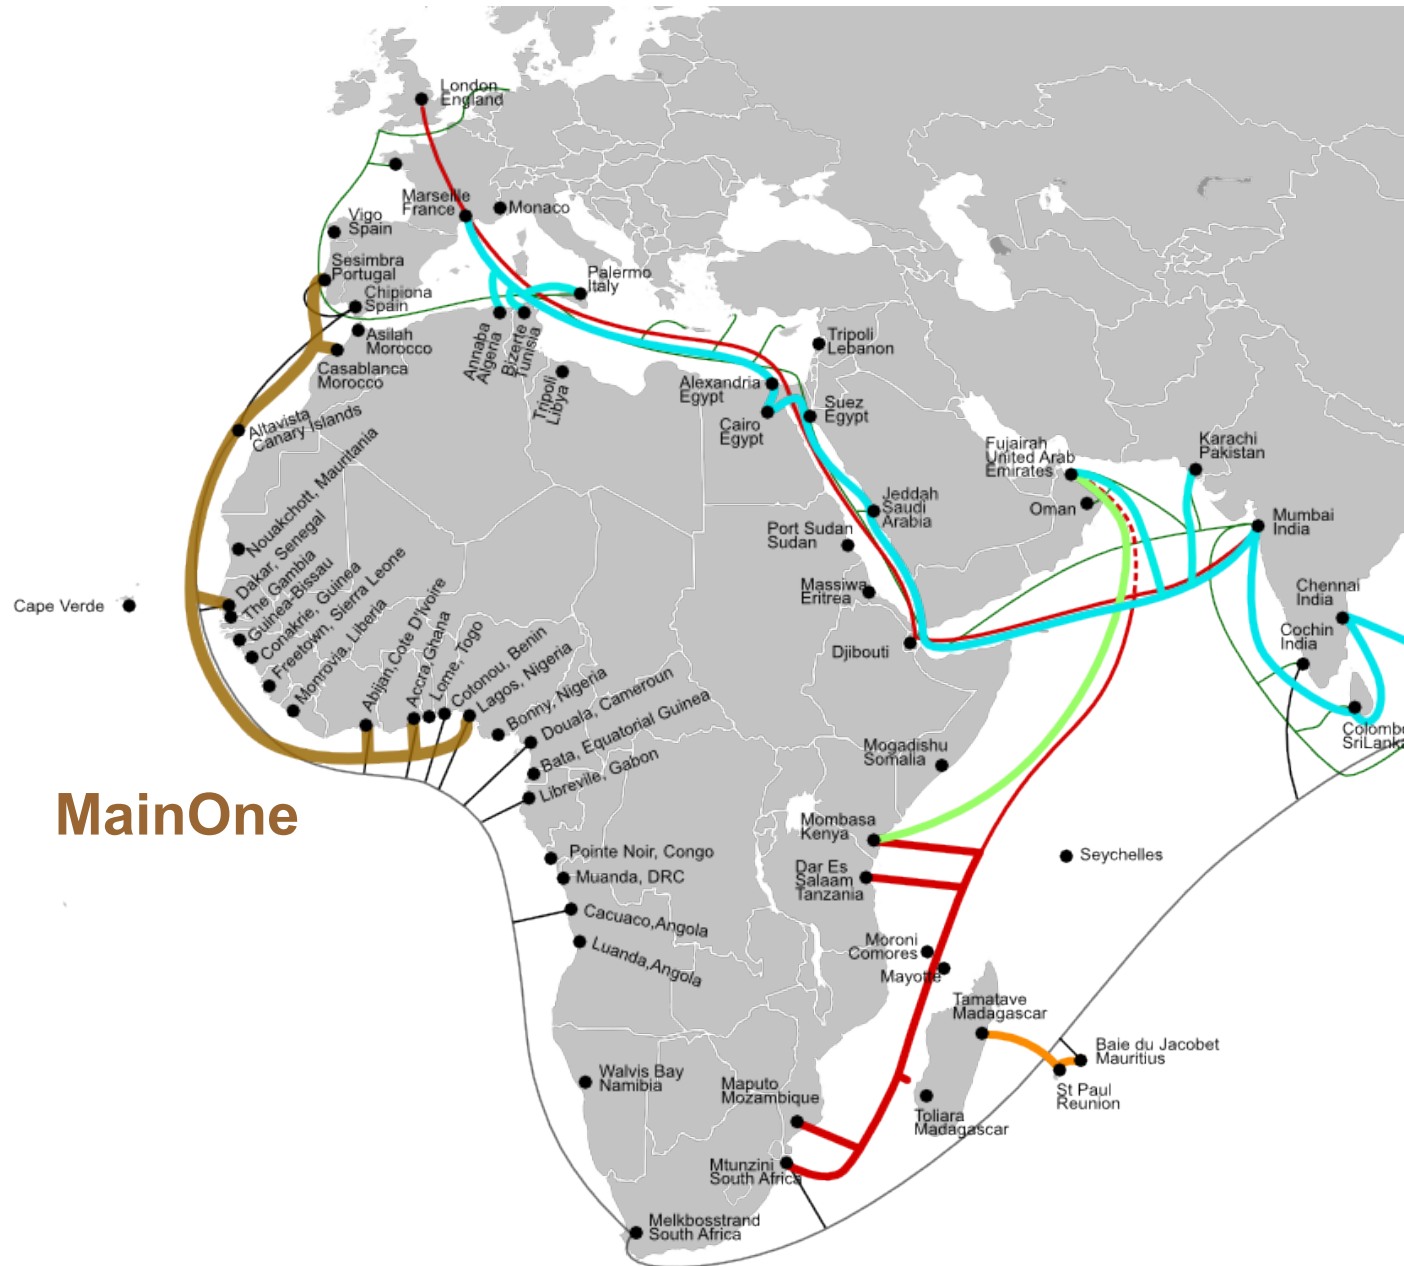 London
England
Marseille
France
Monaco
Vigo
Spain
Sesimbra
Portugal
Chipiona
Spain
Palermo
Italy
Asilah
Morocco
Casablanca
Morocco
Annaba
Algeria
Bizerte
Tunisia
Tripoli
Libya
Tripoli
Lebanon
Alexandria
Egypt
Cairo
Egypt
Suez
Egypt
Altavista
Canary Islands
Fujairah
United Arab
Emirates
Karachi
Pakistan
Oman
Mumbai
India
Jeddah
Saudi
Arabia
Port Sudan
Sudan
Massiwa
Eritrea
Djibouti
Chennai
India
Cochin
India
Colombo
SriLanka
Nouakchott, Mauritania
Dakar, Senegal
The Gambia
Guinea-Bissau
Conakrie, Guinea
Freetown, Sierra Leone
Monrovia, Liberia
Abijan,Cote D'Ivoire
Accra,Ghana
Lome, Togo
Cotonou, Benin
Lagos, Nigeria
Bonny, Nigeria
Douala, Cameroun
Bata, Equatorial Guinea
Librevile, Gabon
Cape Verde
MainOne
Pointe Noir, Congo
Muanda, DRC
Cacuaco,Angola
Luanda,Angola
Mogadishu
Somalia
Mombasa
Kenya
Dar Es
Salaam
Tanzania
Seychelles
Moroni
Comores
Mayotte
Tamatave
Madagascar
Baie du Jacobet
Mauritius
St Paul
Reunion
Toliara
Madagascar
Walvis Bay
Namibia
Maputo
Mozambique
Mtunzini
South Africa
Melkbosstrand
South Africa